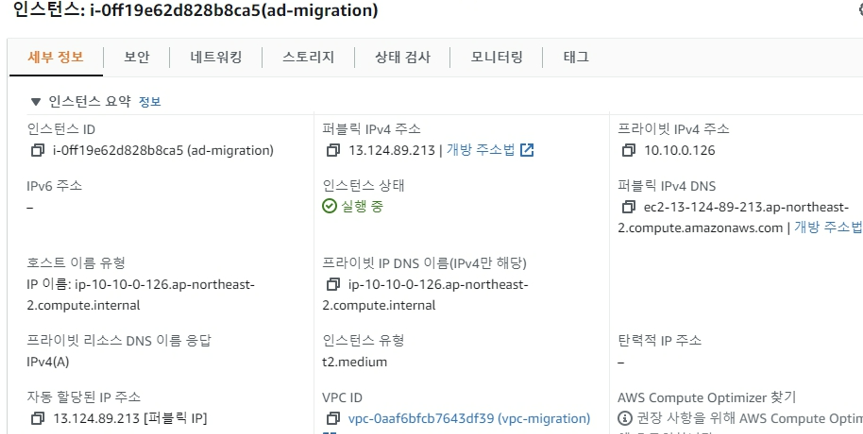 인스턴스: i-0ff19e62d828b8ca5(ad-migration)
세부 정보 보안 네트워킹 스토리지 상태 검사 모니터링 태그
▼ 인스턴스 요약 정보
인스턴스 ID
i-0ff19e62d828b8ca5 (ad-migration)
퍼블릭 IPv4 주소
13.124.89.213 | 개방 주소법
프라이빗 IPv4 주소
10.10.0.126
IPv6 주소
–
인스턴스 상태
실행 중
퍼블릭 IPv4 DNS
ec2-13-124-89-213.ap-northeast-
2.compute.amazonaws.com | 개방 주소법
호스트 이름 유형
IP 이름: ip-10-10-0-126.ap-northeast-
2.compute.internal
프라이빗 IP DNS 이름(IPv4만 해당)
ip-10-10-0-126.ap-northeast-
2.compute.internal
프라이빗 리소스 DNS 이름 응답
IPv4(A)
인스턴스 유형
t2.medium
탄력적 IP 주소
–
자동 할당된 IP 주소
13.124.89.213 [퍼블릭 IP]
VPC ID
vpc-0aaf6bfcb7643df39 (vpc-migration)
AWS Compute Optimizer 찾기
권장 사항을 위해 AWS Compute Optim